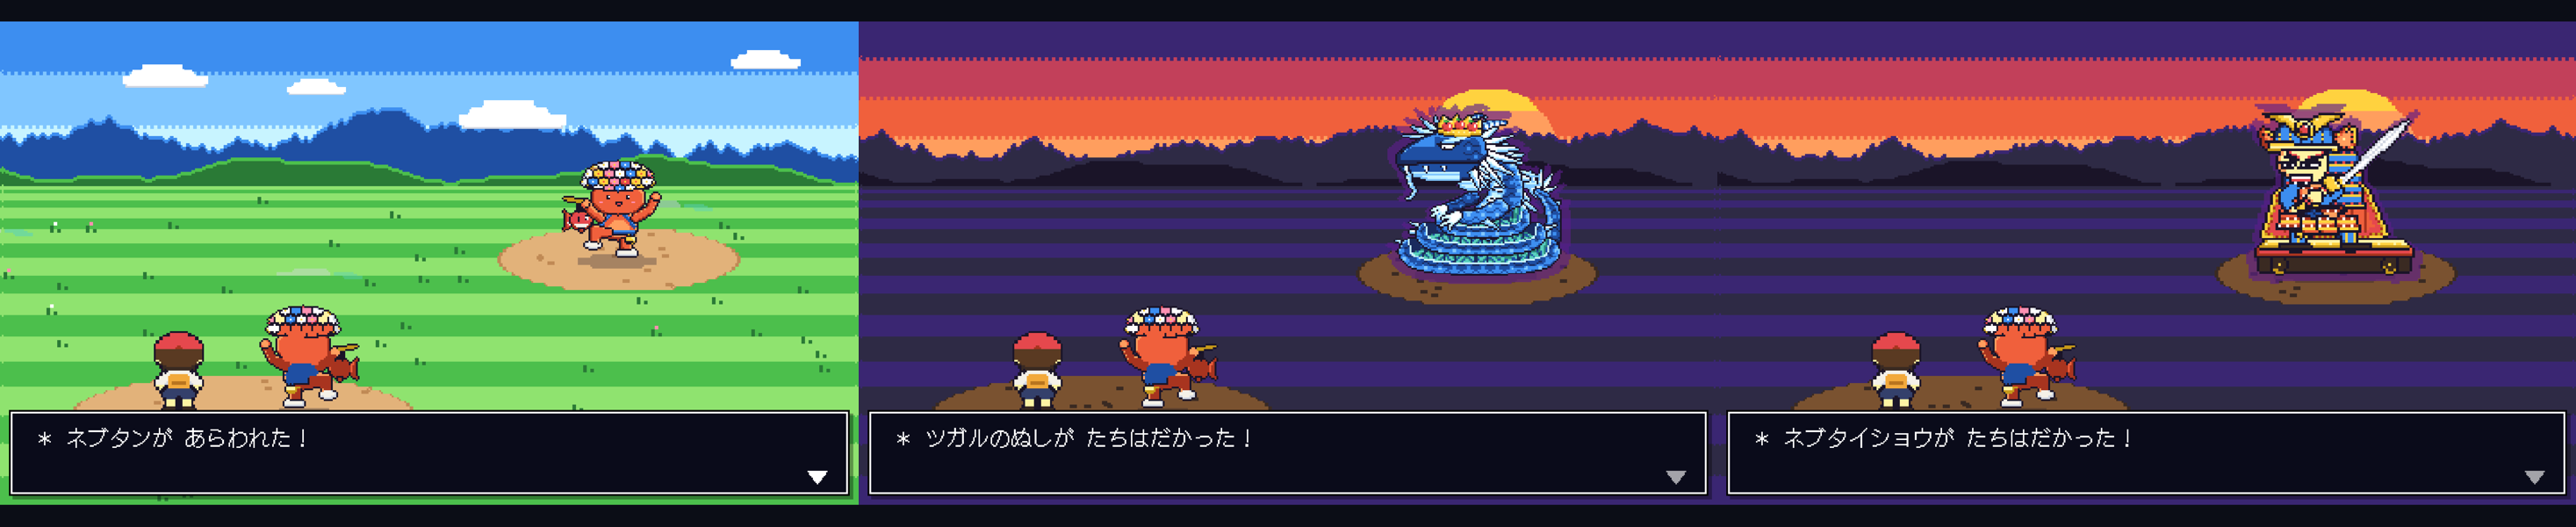 * ネブタンが あらわれた！
* ツガルのぬしが たちはだかった！
* ネブタイショウが たちはだかった！